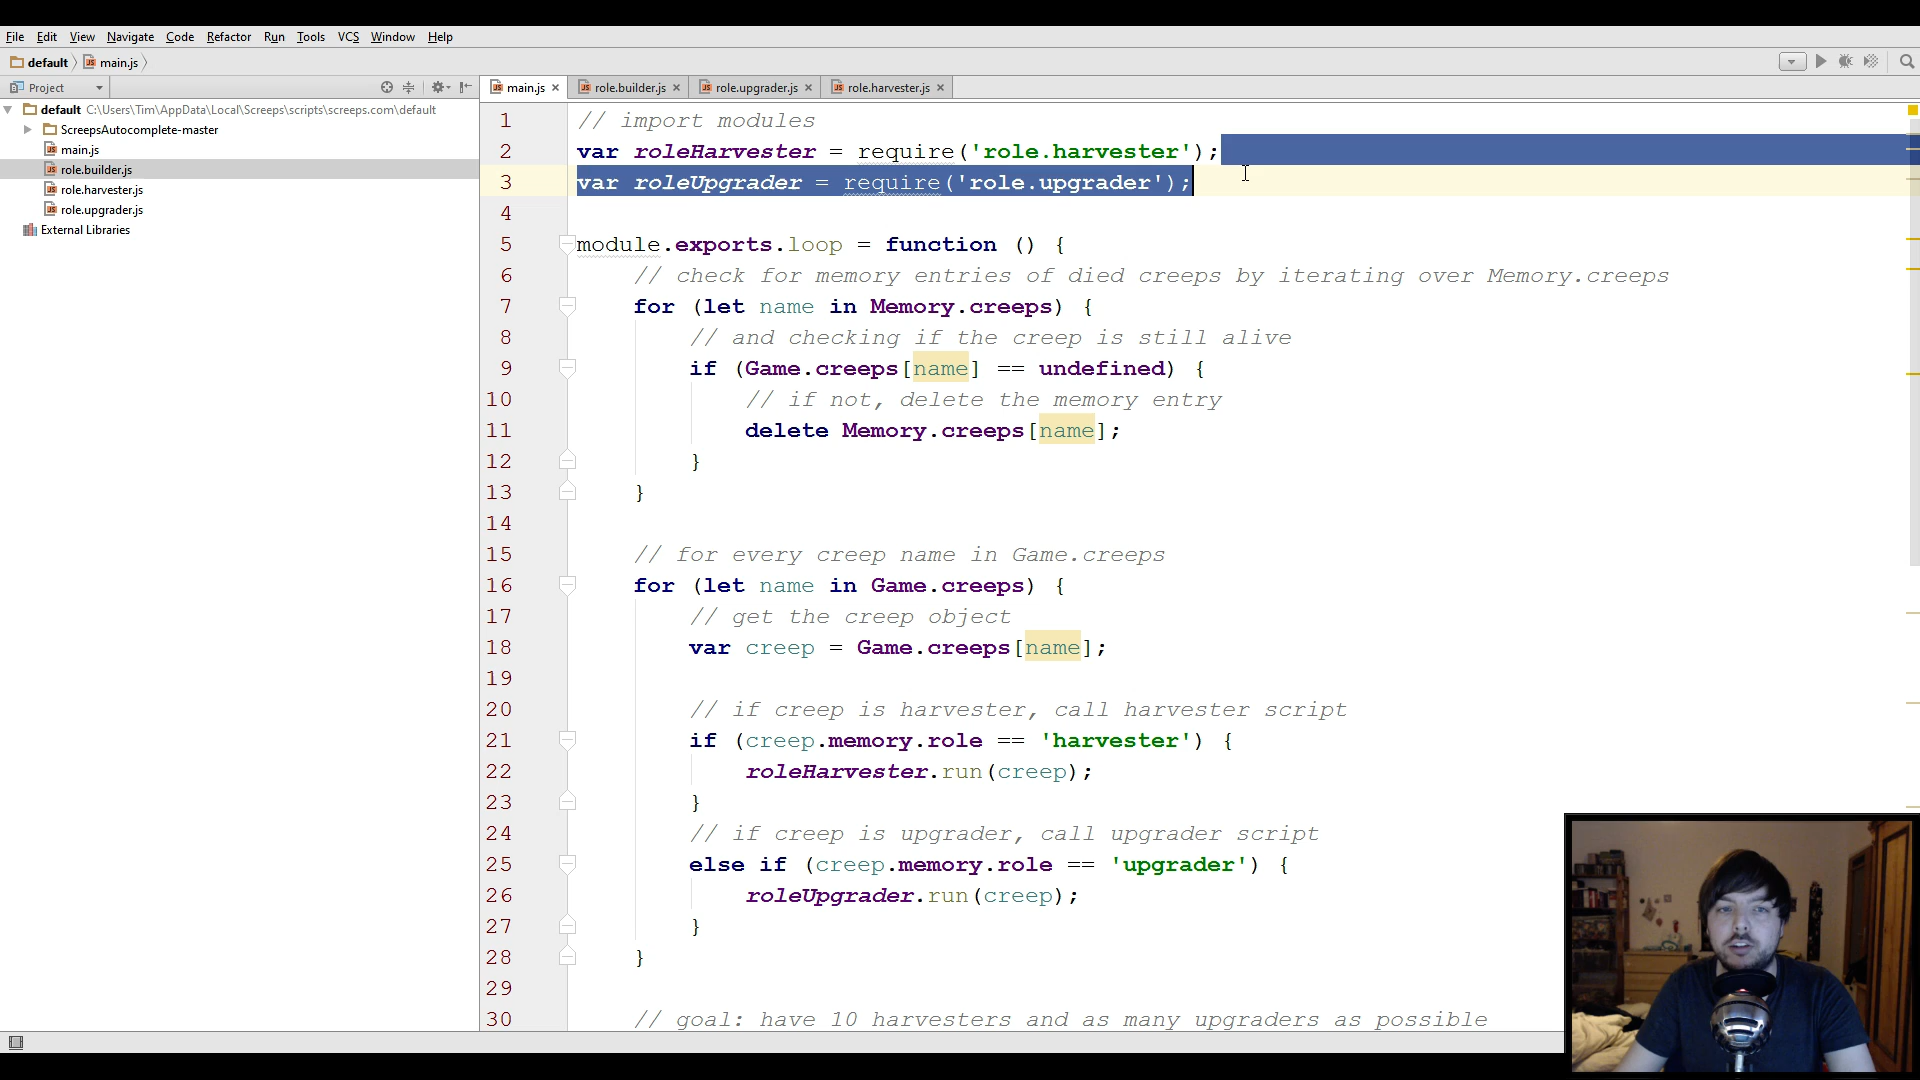 File Edit View Navigate Code Refactor Run Tools VCS Window Help
default main.js
Project
main.js role.builder.js role.upgrader.js role.harvester.js
default C:\Users\Tim\AppData\Local\Screeps\scripts\screeps.com\default
ScreepsAutocomplete-master
main.js
role.builder.js
role.harvester.js
role.upgrader.js
External Libraries
1 // import modules
2 var roleHarvester = require('role.harvester');
3 var roleUpgrader = require('role.upgrader');
4
5 module.exports.loop = function () {
6 // check for memory entries of died creeps by iterating over Memory.creeps
7 for (let name in Memory.creeps) {
8 // and checking if the creep is still alive
9 if (Game.creeps[name] == undefined) {
10 // if not, delete the memory entry
11 delete Memory.creeps[name];
12 }
13 }
14
15 // for every creep name in Game.creeps
16 for (let name in Game.creeps) {
17 // get the creep object
18 var creep = Game.creeps[name];
19
20 // if creep is harvester, call harvester script
21 if (creep.memory.role == 'harvester') {
22 roleHarvester.run(creep);
23 }
24 // if creep is upgrader, call upgrader script
25 else if (creep.memory.role == 'upgrader') {
26 roleUpgrader.run(creep);
27 }
28 }
29
30 // goal: have 10 harvesters and as many upgraders as possible